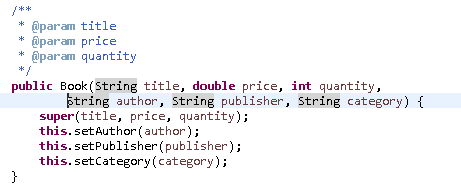 /**
 * @param title
 * @param price
 * @param quantity
 */
public Book(String title, double price, int quantity,
        String author, String publisher, String category) {
    super(title, price, quantity);
    this.setAuthor(author);
    this.setPublisher(publisher);
    this.setCategory(category);
}